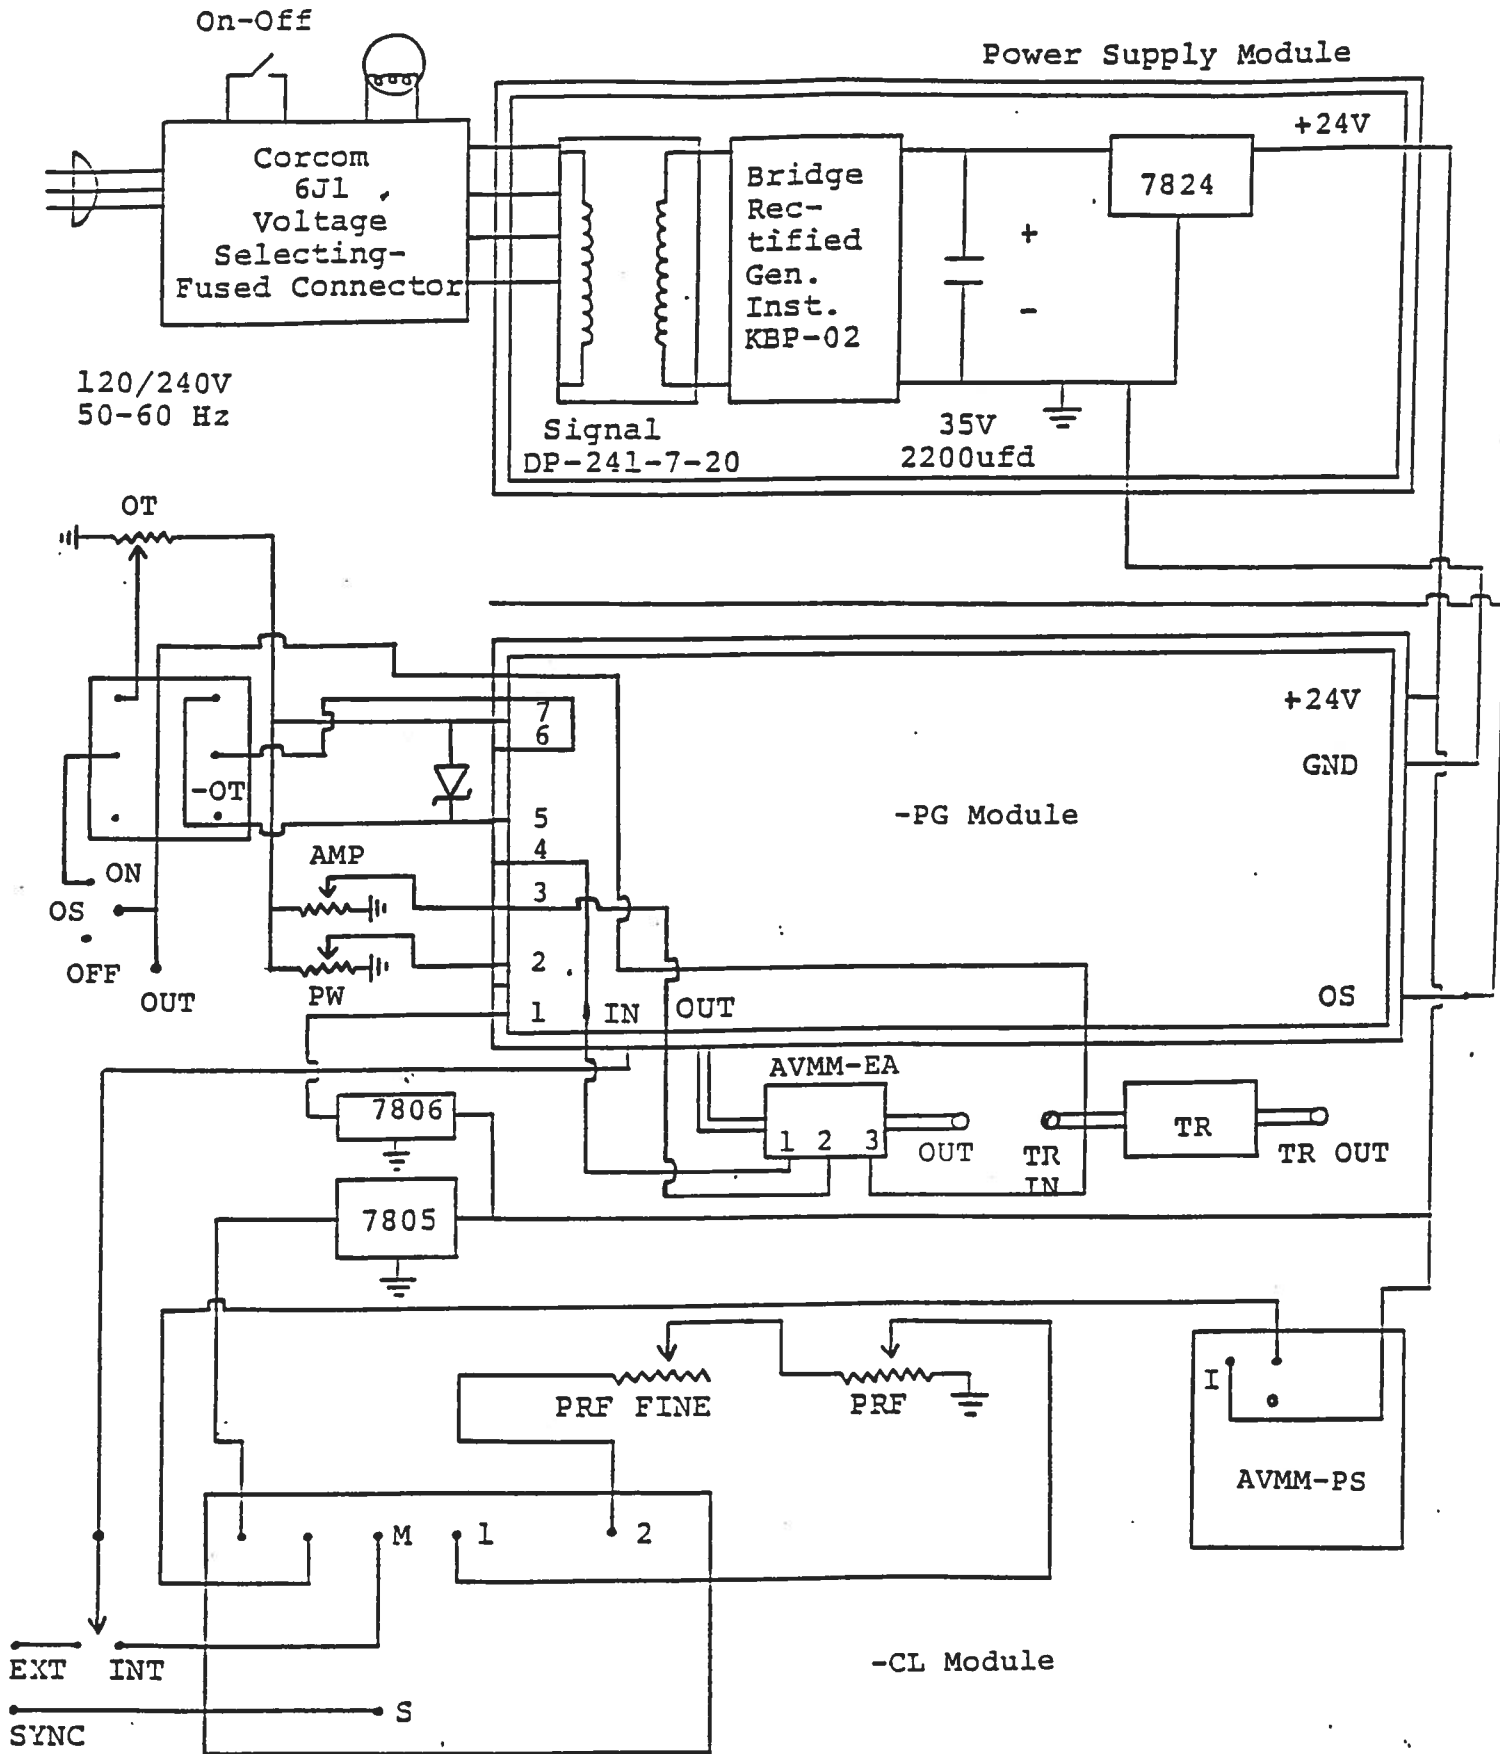 On-Off
Power Supply Module
+24V
Corcom
6J1
Voltage
Selecting-
Fused Connector
Bridge
Rec-
tified
Gen.
Inst.
KBP-02
7824
+
-
120/240V
50-60 Hz
Signal
DP-241-7-20
35V
2200ufd
OT
7
6
+24V
GND
-OT
5
-PG Module
4
AMP
3
ON
OS
OFF
OUT
2
PW
1
IN
OUT
OS
AVMM-EA
7806
1 2 3
OUT
TR
IN
TR
TR OUT
7805
PRF FINE
PRF
I
AVMM-PS
M
1
2
EXT
INT
-CL Module
S
SYNC